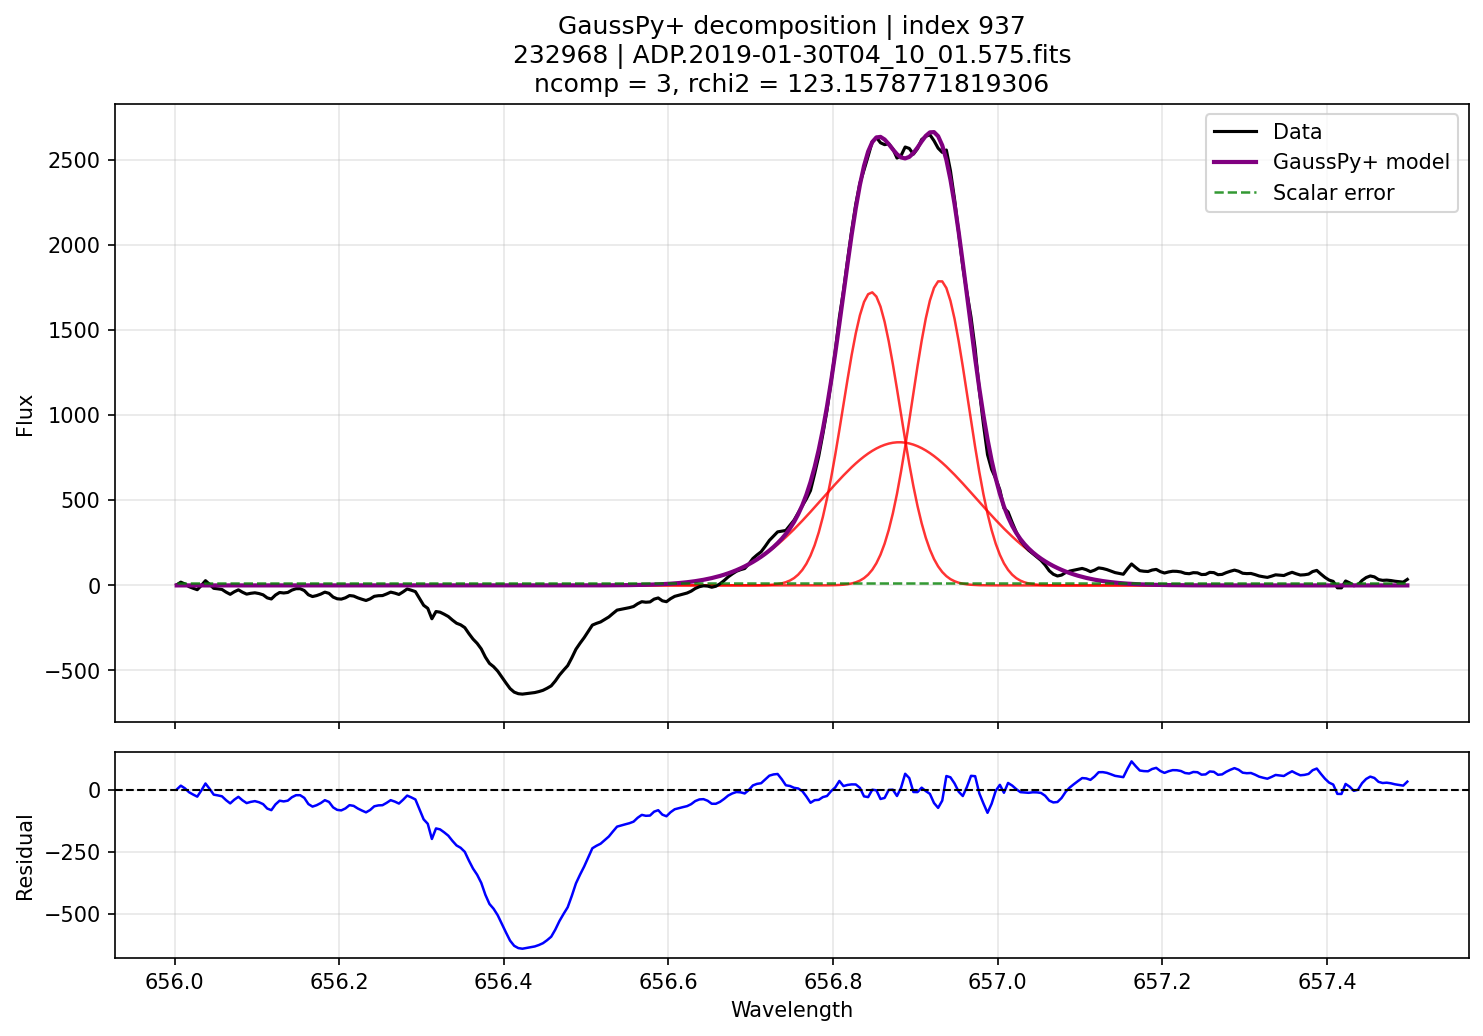 GaussPy+ decomposition | index 937
232968 | ADP.2019-01-30T04_10_01.575.fits
ncomp = 3, rchi2 = 123.1578771819306
Data
GaussPy+ model
Scalar error
Flux
2500
2000
1500
1000
500
0
−500
Residual
0
−250
−500
656.0 656.2 656.4 656.6 656.8 657.0 657.2 657.4
Wavelength